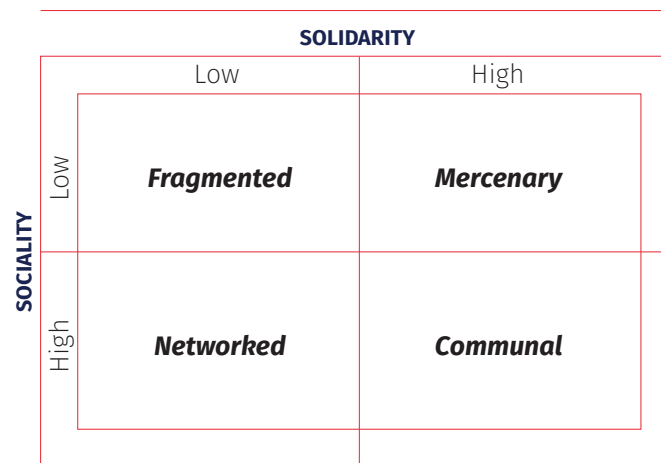 SOLIDARITY
Low High
Low
Fragmented Mercenary
SOCIALITY
High
Networked Communal